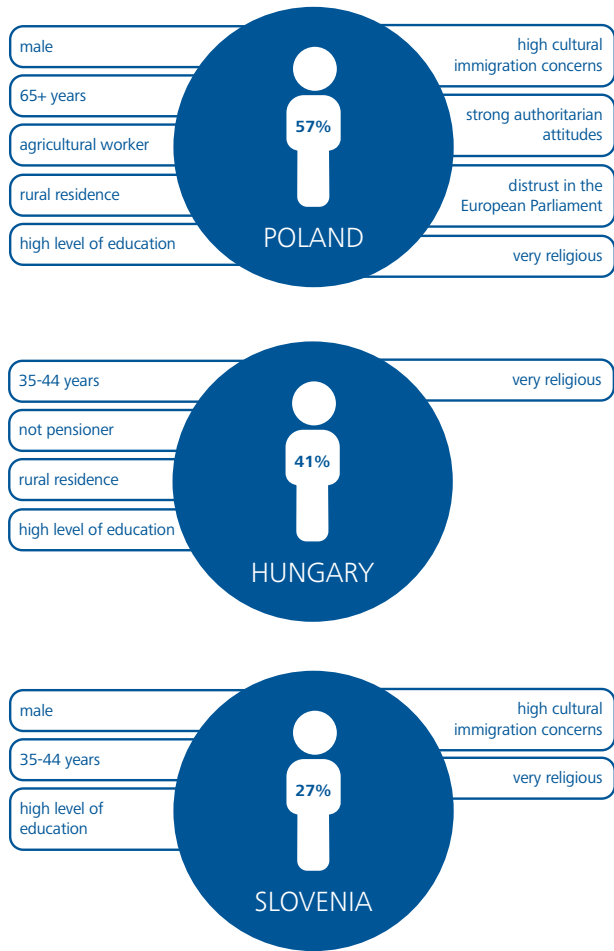 male
65+ years
agricultural worker
rural residence
high level of education
57%
POLAND
high cultural
immigration concerns
strong authoritarian
attitudes
distrust in the
European Parliament
very religious
35-44 years
not pensioner
rural residence
high level of education
41%
HUNGARY
very religious
male
35-44 years
high level of
education
27%
SLOVENIA
high cultural
immigration concerns
very religious